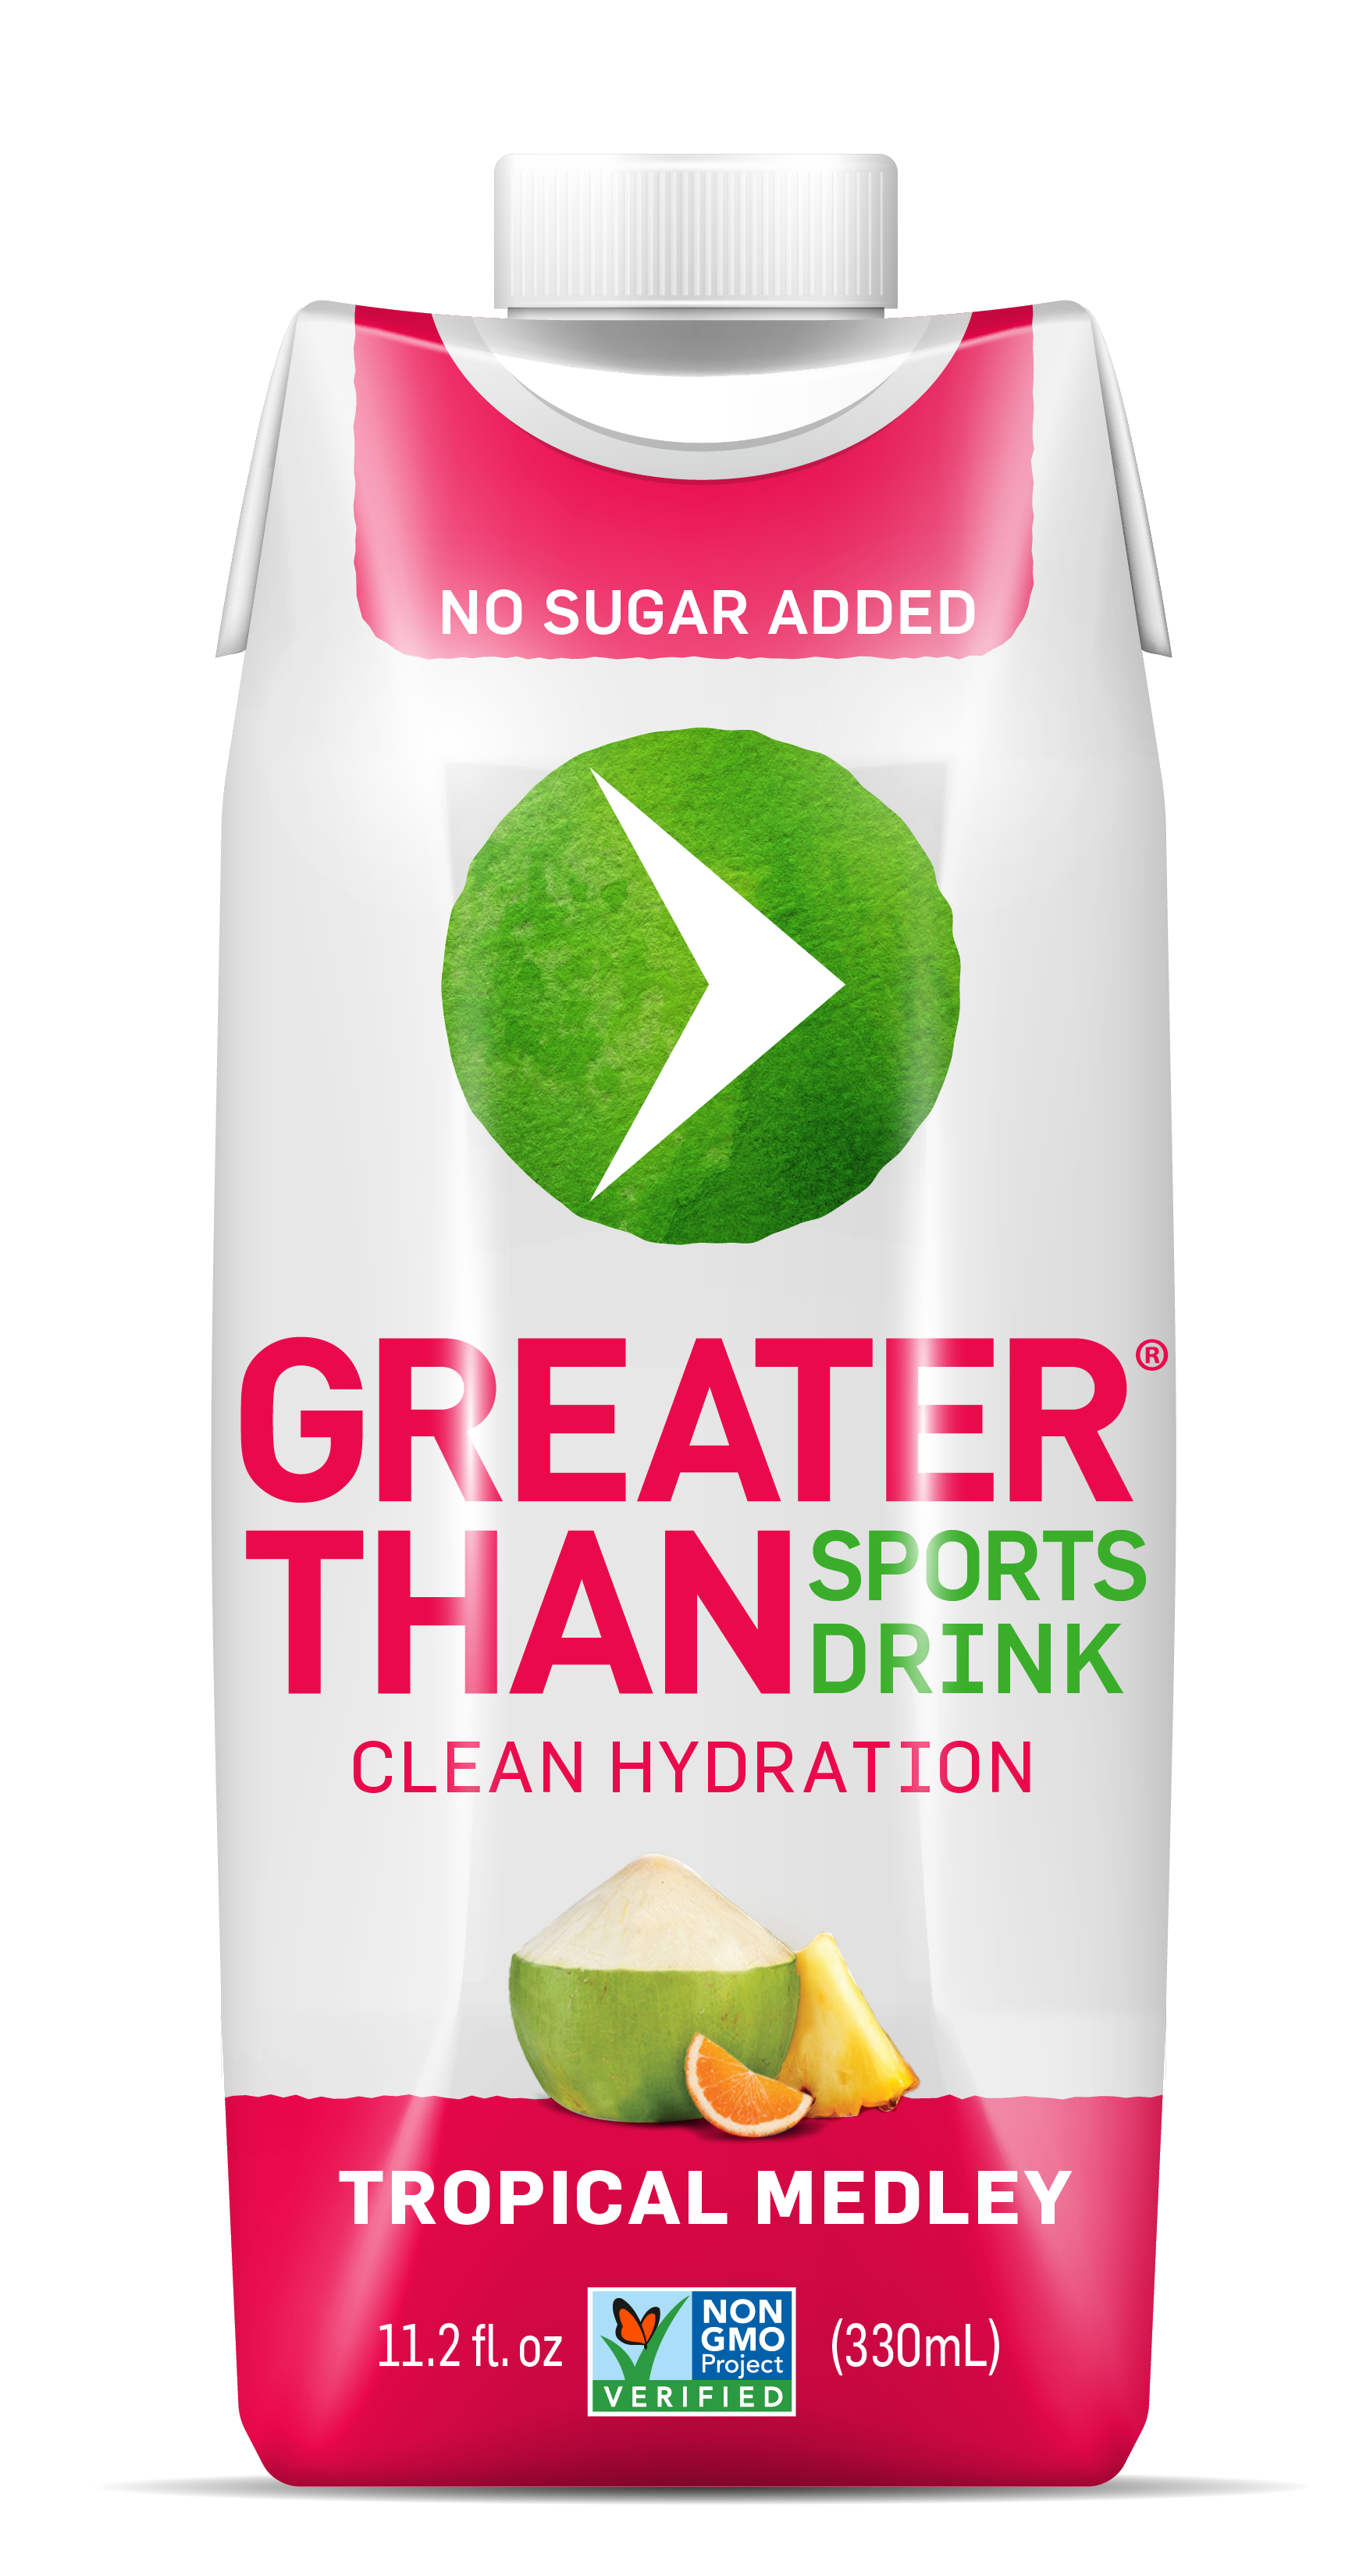 NO SUGAR ADDED
GREATER®
THAN SPORTS
DRINK
CLEAN HYDRATION
TROPICAL MEDLEY
11.2 fl. oz
NON
GMO
Project
VERIFIED
(330mL)